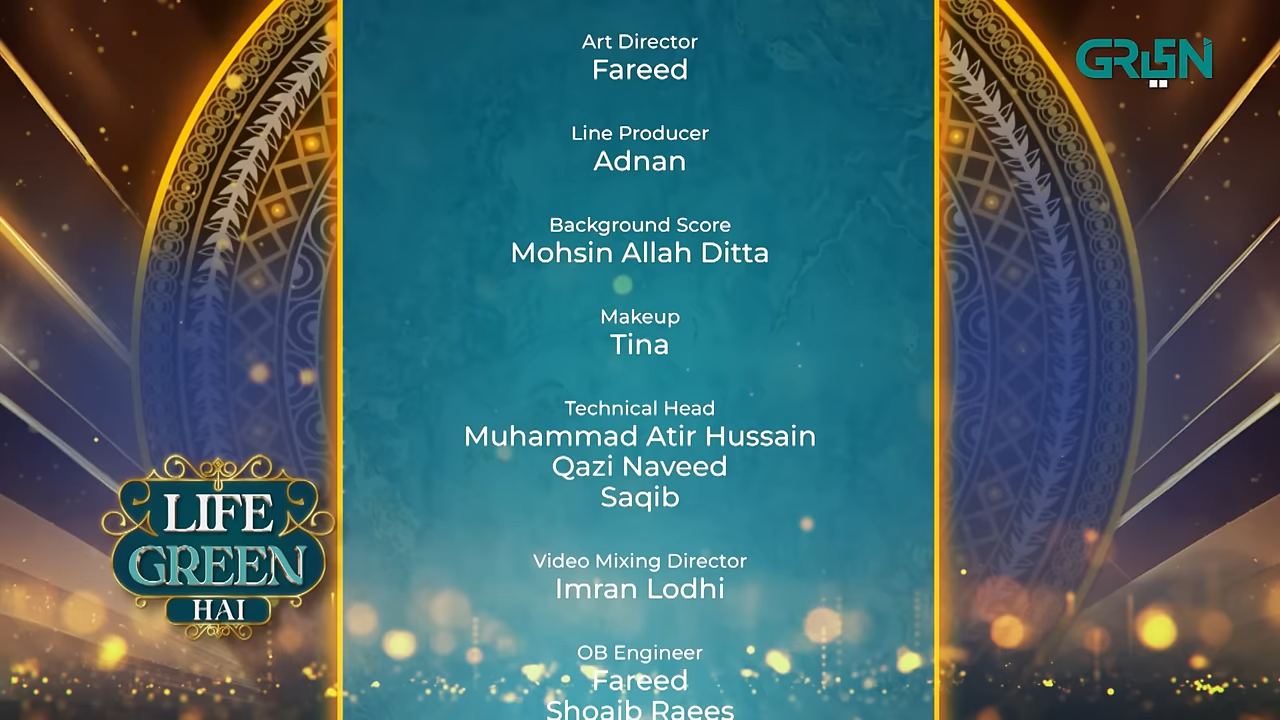 Art Director
Fareed
Line Producer
Adnan
Background Score
Mohsin Allah Ditta
Makeup
Tina
Technical Head
Muhammad Atir Hussain
Qazi Naveed
Saqib
Video Mixing Director
Imran Lodhi
OB Engineer
Fareed
Shoaib Raees
LIFE
GREEN
HAI
GREEN